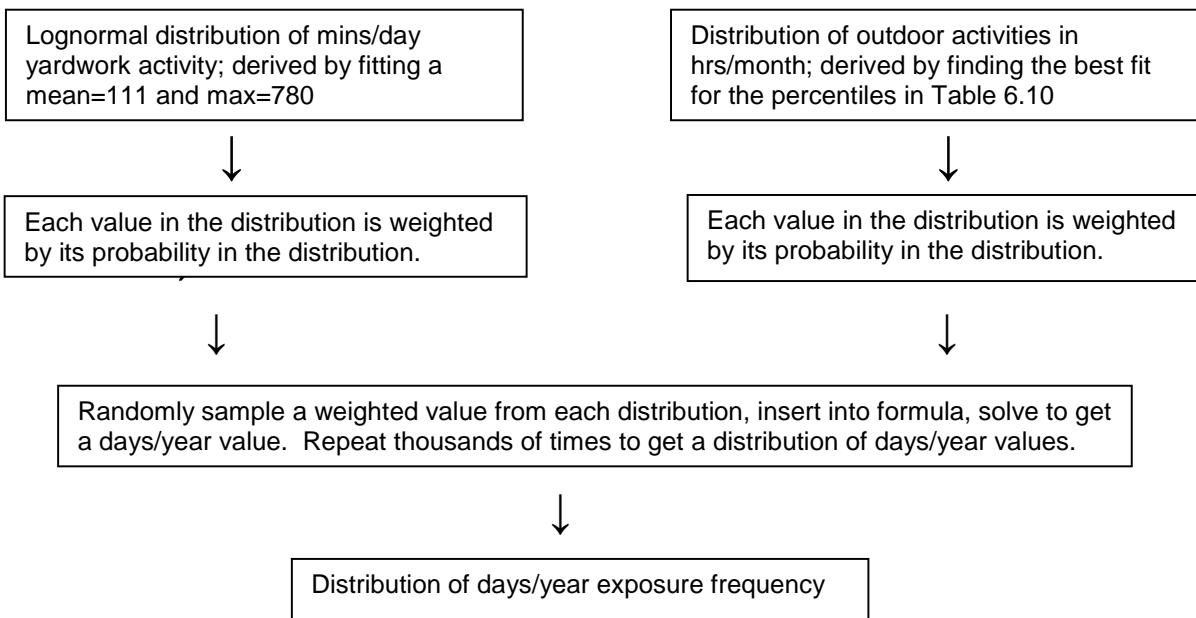 Lognormal distribution of mins/day
yardwork activity; derived by fitting a
mean=111 and max=780
Distribution of outdoor activities in
hrs/month; derived by finding the best fit
for the percentiles in Table 6.10
Each value in the distribution is weighted
by its probability in the distribution.
Each value in the distribution is weighted
by its probability in the distribution.
Randomly sample a weighted value from each distribution, insert into formula, solve to get
a days/year value.  Repeat thousands of times to get a distribution of days/year values.
Distribution of days/year exposure frequency